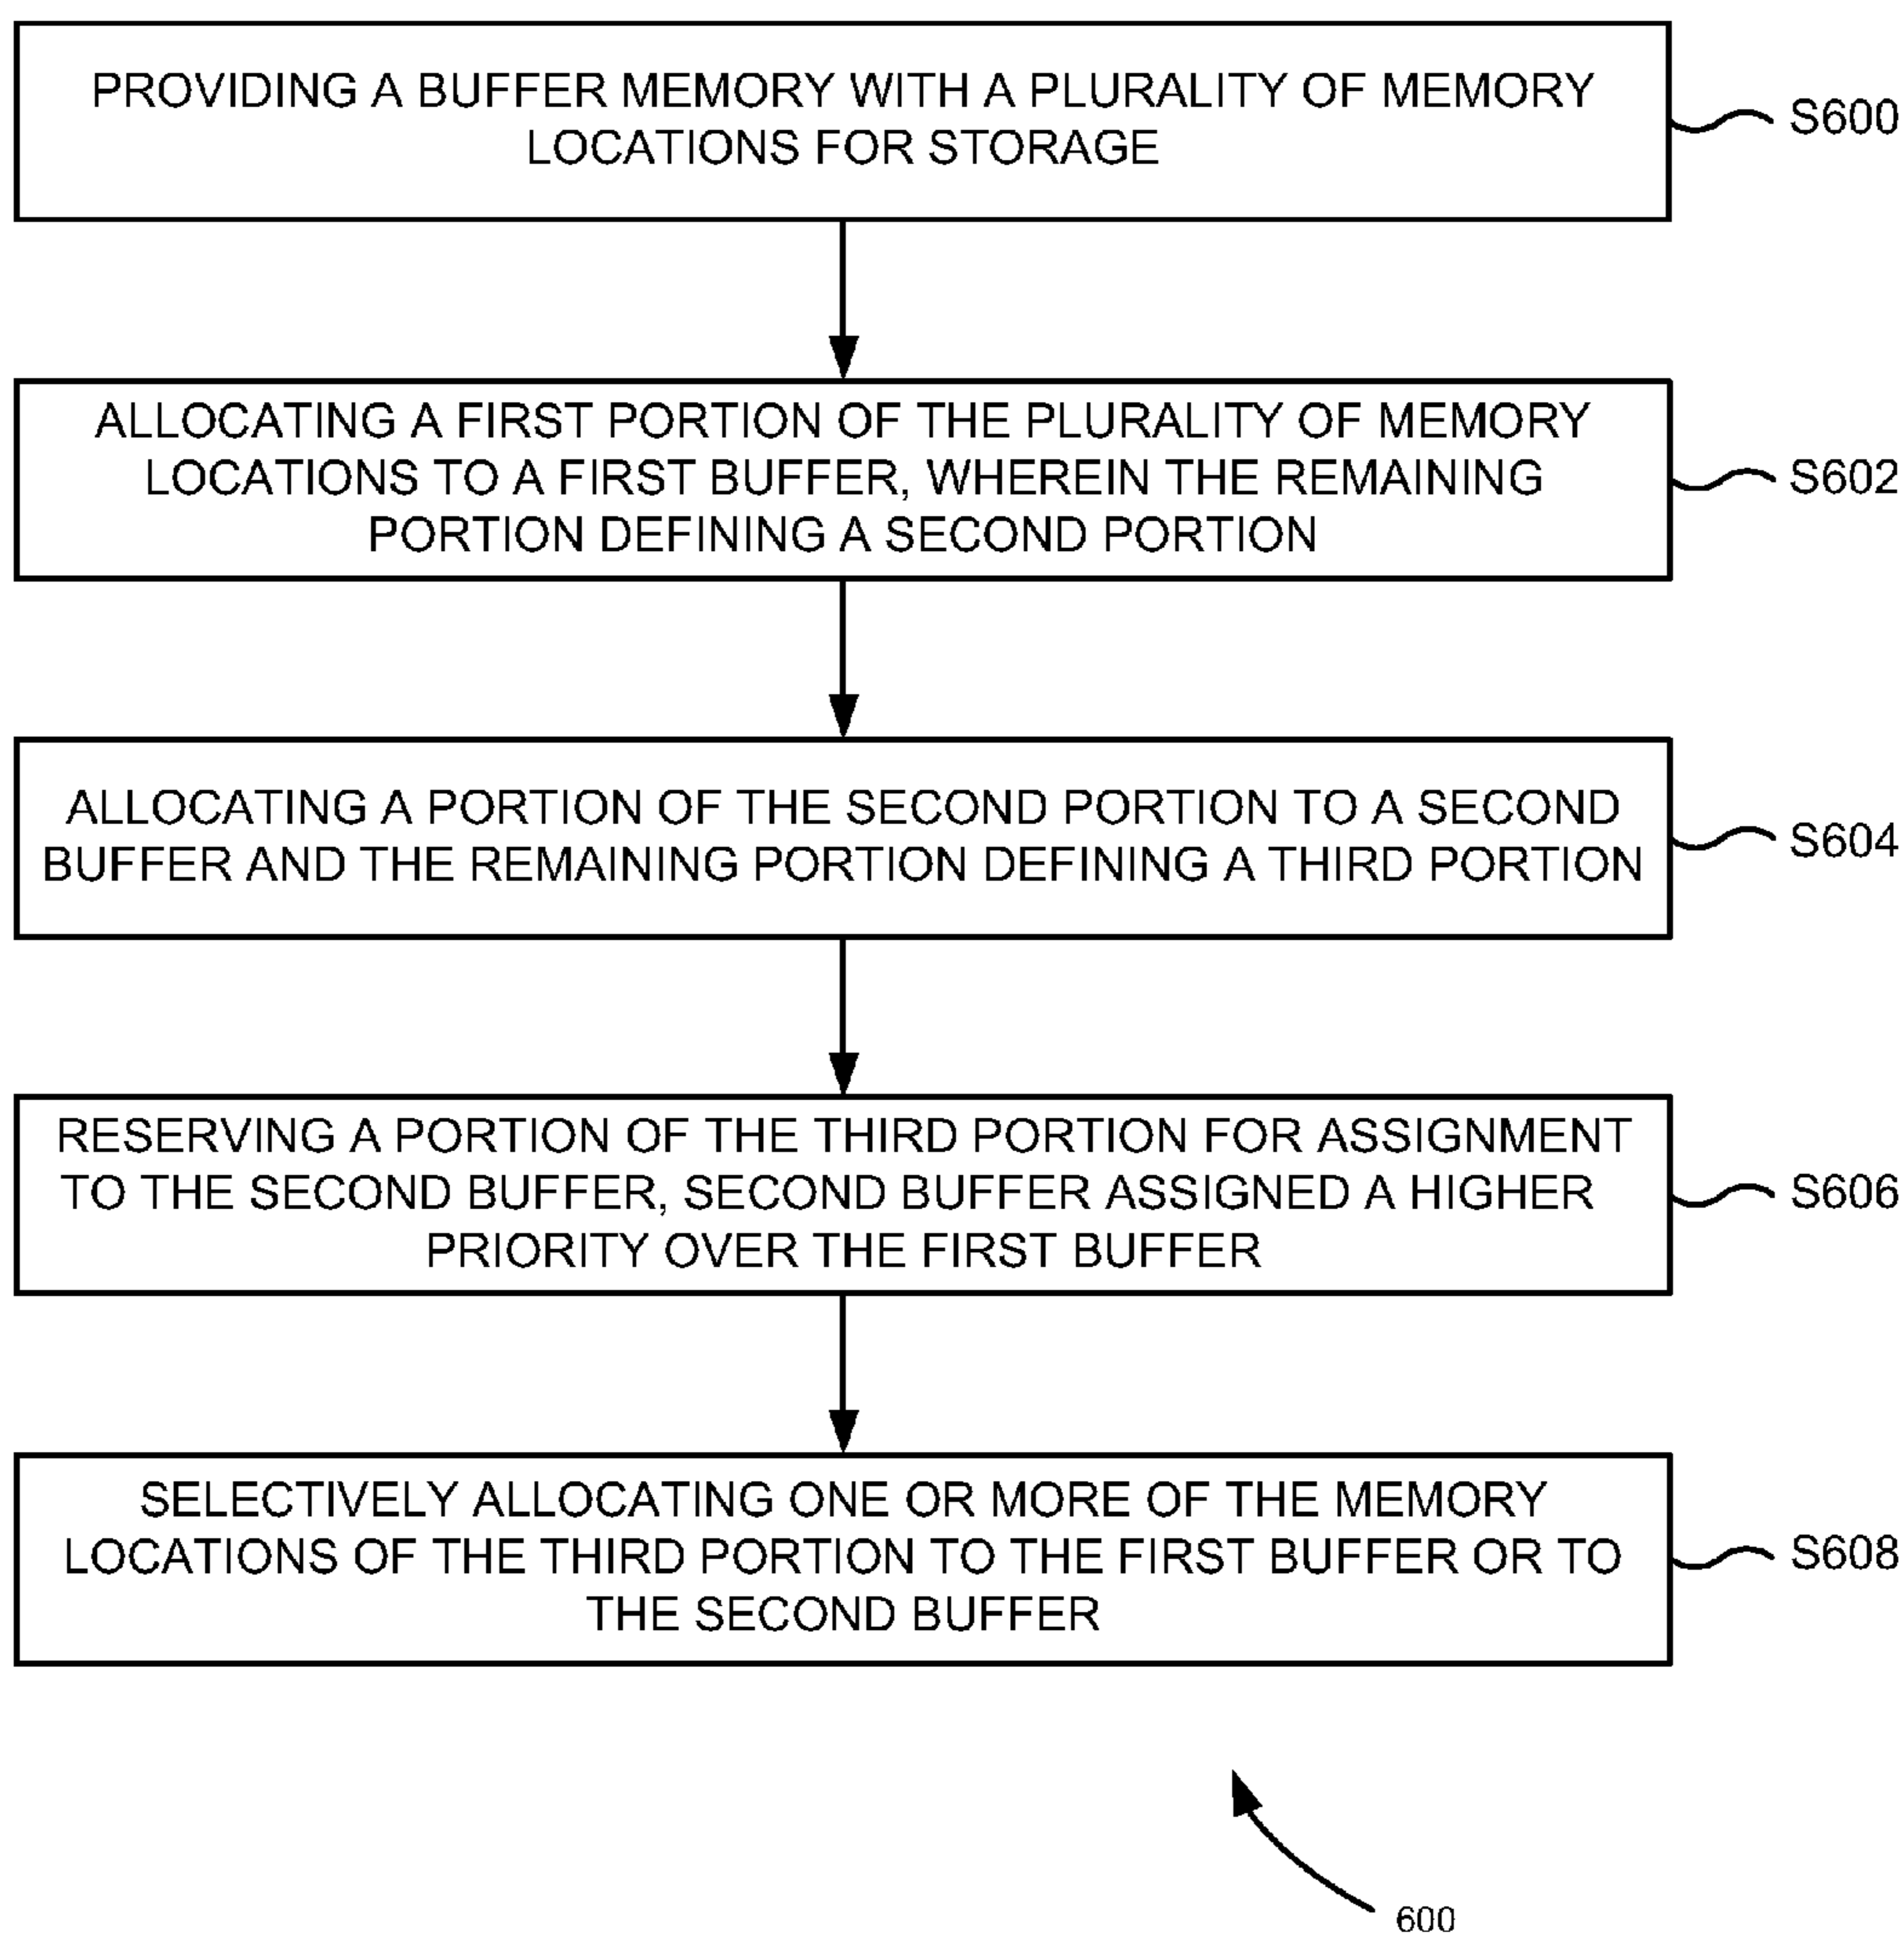 PROVIDING A BUFFER MEMORY WITH A PLURALITY OF MEMORY
LOCATIONS FOR STORAGE
S600
ALLOCATING A FIRST PORTION OF THE PLURALITY OF MEMORY
LOCATIONS TO A FIRST BUFFER, WHEREIN THE REMAINING
PORTION DEFINING A SECOND PORTION
S602
ALLOCATING A PORTION OF THE SECOND PORTION TO A SECOND
BUFFER AND THE REMAINING PORTION DEFINING A THIRD PORTION
S604
RESERVING A PORTION OF THE THIRD PORTION FOR ASSIGNMENT
TO THE SECOND BUFFER, SECOND BUFFER ASSIGNED A HIGHER
PRIORITY OVER THE FIRST BUFFER
S606
SELECTIVELY ALLOCATING ONE OR MORE OF THE MEMORY
LOCATIONS OF THE THIRD PORTION TO THE FIRST BUFFER OR TO
THE SECOND BUFFER
S608
600